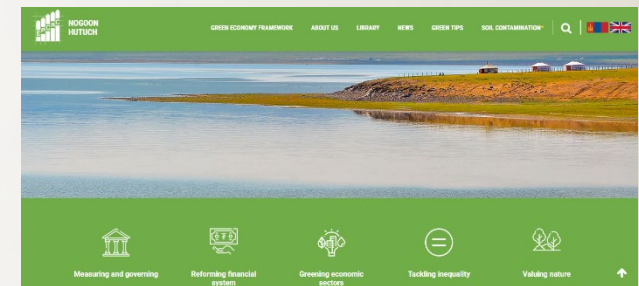 NOGOON
HUTUCH
GREEN ECONOMY FRAMEWORK ABOUT US LIBRARY NEWS GREEN TIPS SOIL CONTAMINATION
Measuring and governing
Reforming financial
system
Greening economic
sectors
Tackling inequality
Valuing nature